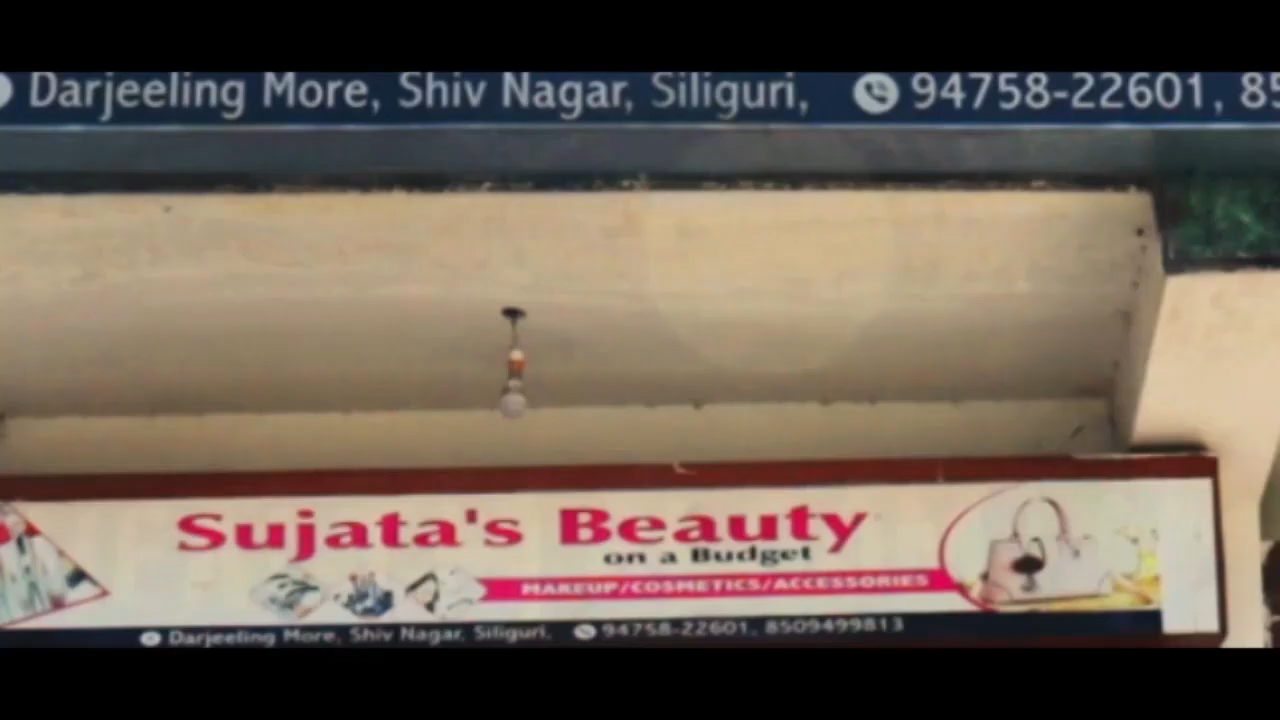 Darjeeling More, Shiv Nagar, Siliguri, 94758-22601, 85
Sujata's Beauty
on a Budget
MAKEUP/COSMETICS/ACCESSORIES
Darjeeling More, Shiv Nagar, Siliguri, 94758-22601, 8509499813